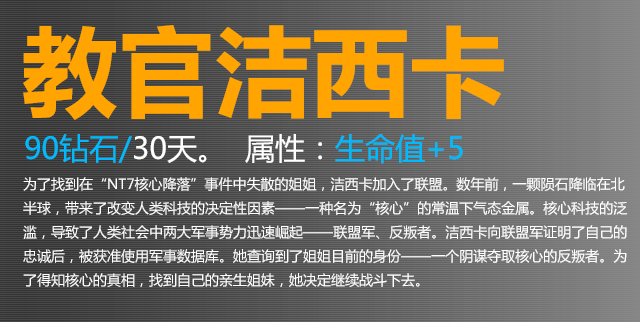 教官洁西卡
90钻石/30天。 属性：生命值+5
为了找到在“NT7核心降落”事件中失散的姐姐，洁西卡加入了联盟。数年前，一颗陨石降临在北
半球，带来了改变人类科技的决定性因素——一种名为“核心”的常温下气态金属。核心科技的泛
滥，导致了人类社会中两大军事势力迅速崛起——联盟军、反叛者。洁西卡向联盟军证明了自己的
忠诚后，被获准使用军事数据库。她查询到了姐姐目前的身份——一个阴谋夺取核心的反叛者。为
了得知核心的真相，找到自己的亲生姐妹，她决定继续战斗下去。